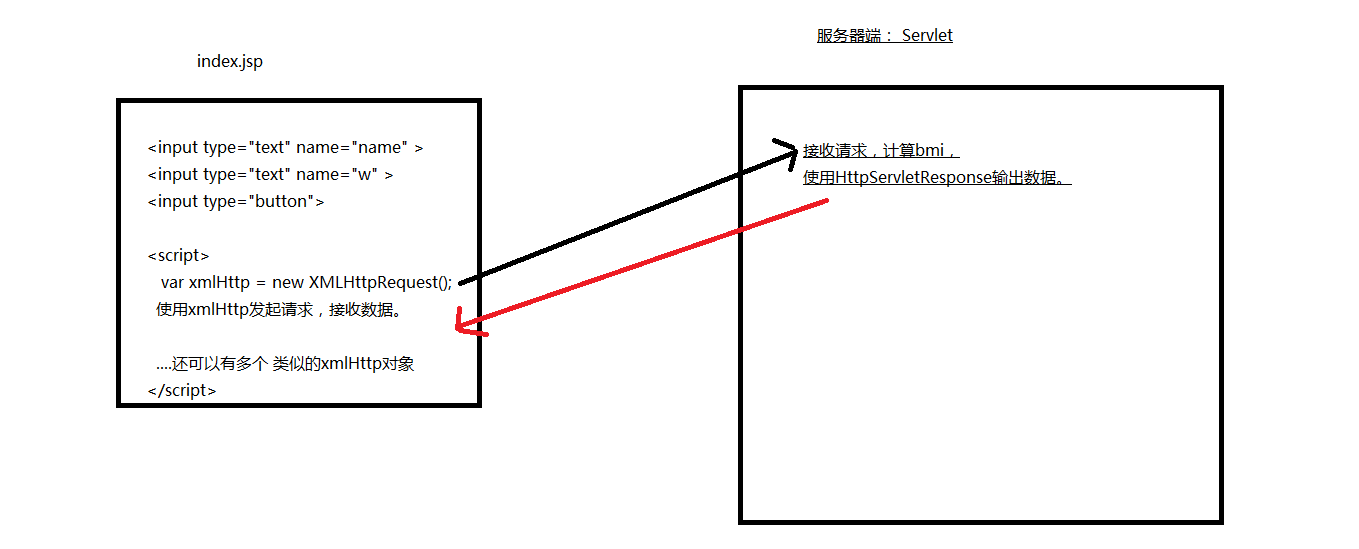 index.jsp
<input type="text" name="name" >
<input type="text" name="w" >
<input type="button">
<script>
var xmlHttp = new XMLHttpRequest();
使用xmlHttp发起请求，接收数据。
....还可以有多个 类似的xmlHttp对象
</script>
服务器端： Servlet
接收请求，计算bmi，
使用HttpServletResponse输出数据。